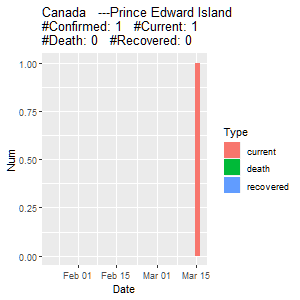 Canada   ---Prince Edward Island
#Confirmed: 1   #Current: 1
#Death: 0   #Recovered: 0
1.00
0.75
0.50
0.25
0.00
Num
Feb 01
Feb 15
Mar 01
Mar 15
Date
Type
current
death
recovered